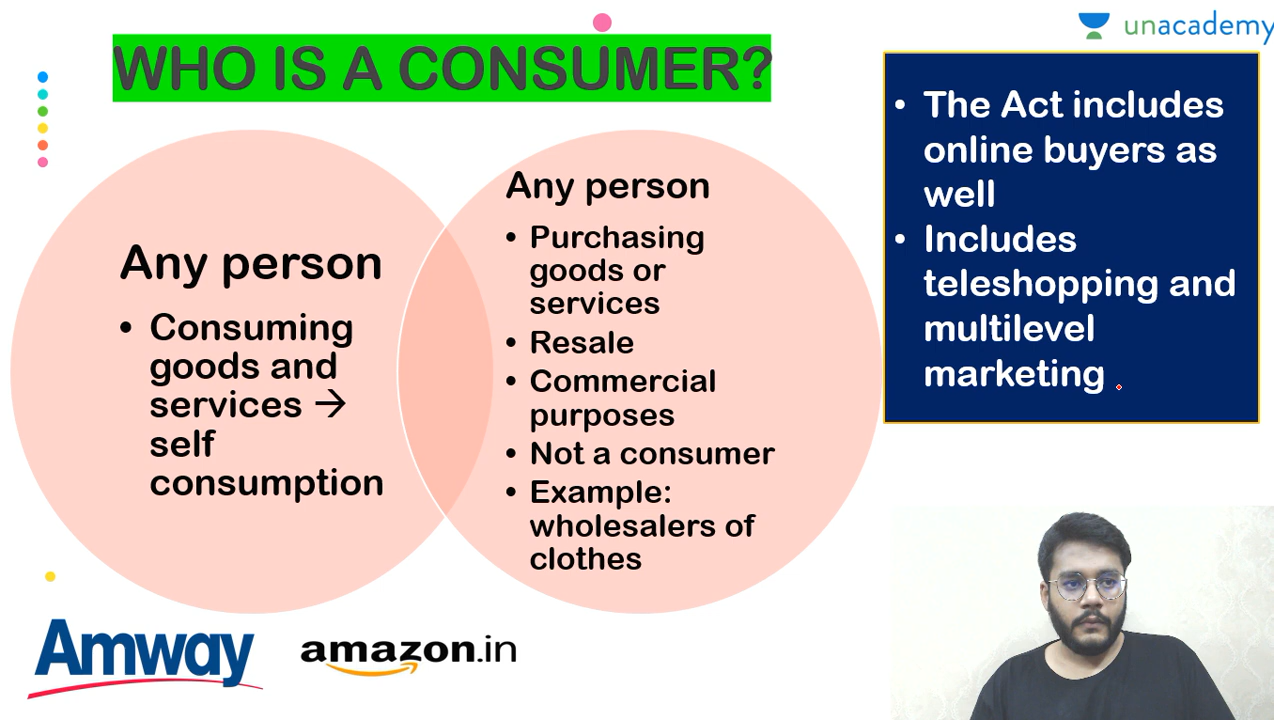 unacademy
WHO IS A CONSUMER?
Any person
• Consuming
goods and
services →
self
consumption
Any person
• Purchasing
goods or
services
• Resale
• Commercial
purposes
• Not a consumer
• Example:
wholesalers of
clothes
• The Act includes
online buyers as
well
• Includes
teleshopping and
multilevel
marketing
Amway
amazon.in